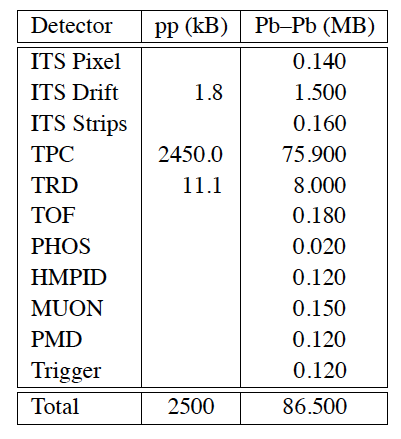 Detector pp (kB) Pb–Pb (MB)
ITS Pixel 0.140
ITS Drift 1.8 1.500
ITS Strips 0.160
TPC 2450.0 75.900
TRD 11.1 8.000
TOF 0.180
PHOS 0.020
HMPID 0.120
MUON 0.150
PMD 0.120
Trigger 0.120
Total 2500 86.500